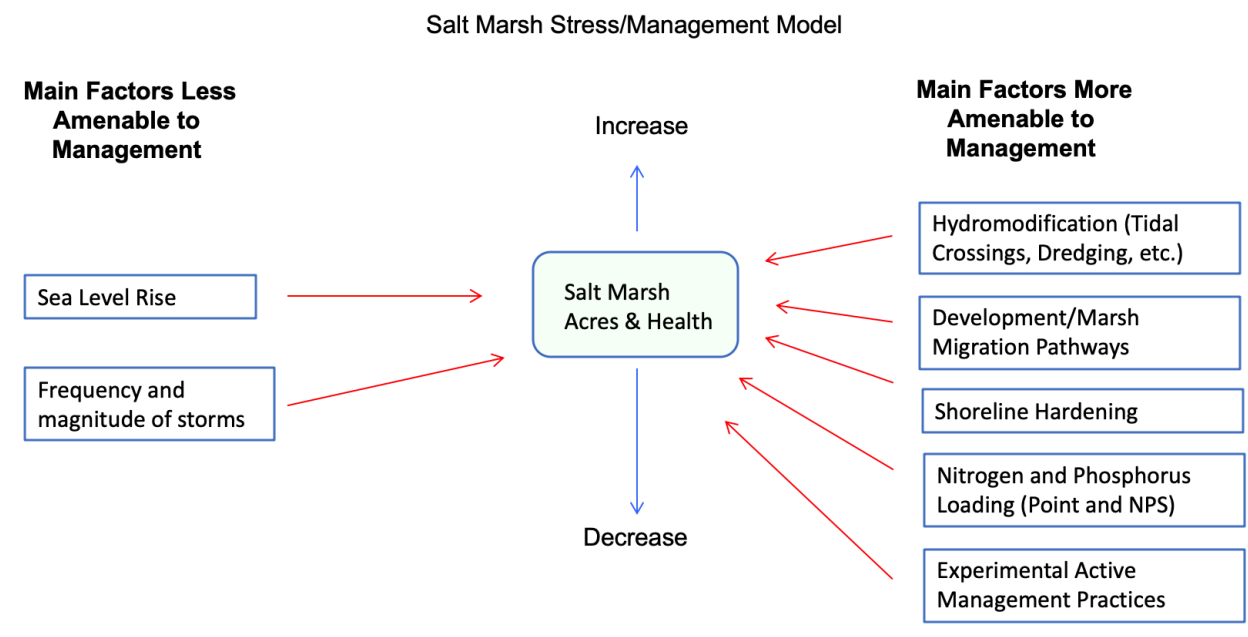 Salt Marsh Stress/Management Model
Main Factors Less
Amenable to
Management
Sea Level Rise
Frequency and
magnitude of storms
Increase
Salt Marsh
Acres & Health
Decrease
Main Factors More
Amenable to
Management
Hydromodification (Tidal
Crossings, Dredging, etc.)
Development/Marsh
Migration Pathways
Shoreline Hardening
Nitrogen and Phosphorus
Loading (Point and NPS)
Experimental Active
Management Practices